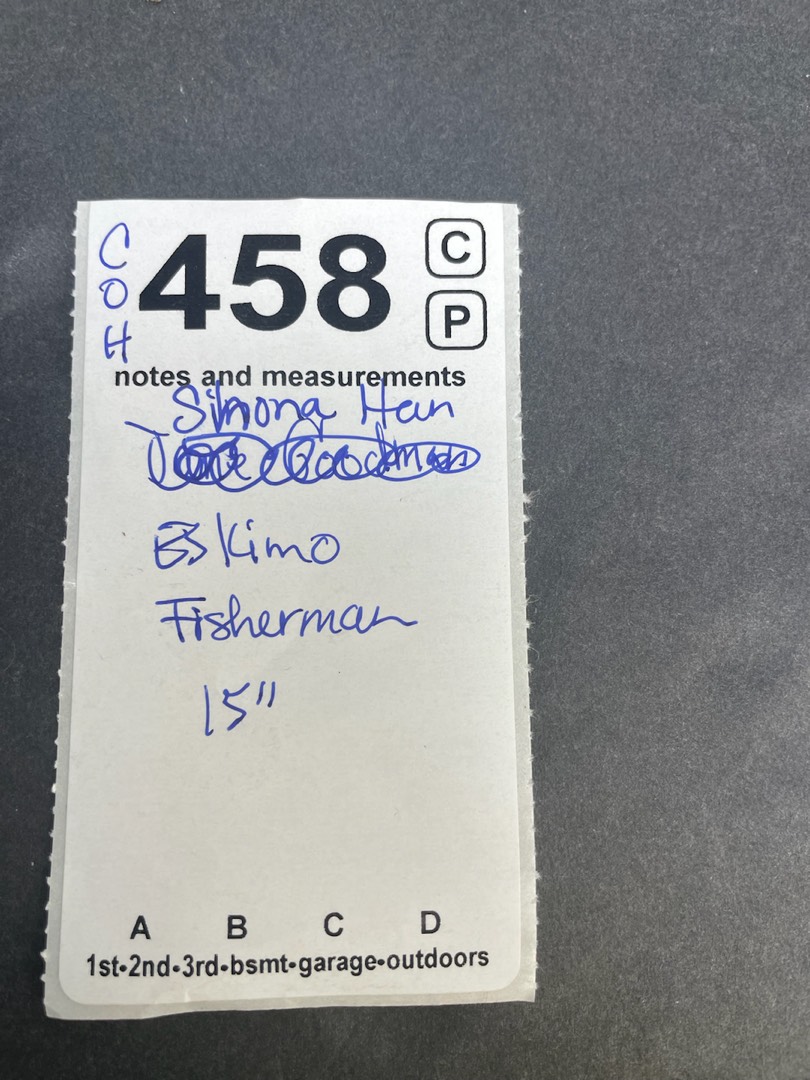 C
O
H
458
C
P
notes and measurements
Simona Han
Eskimo
Fisherman
15"
A B C D
1st•2nd•3rd•bsmt•garage•outdoors